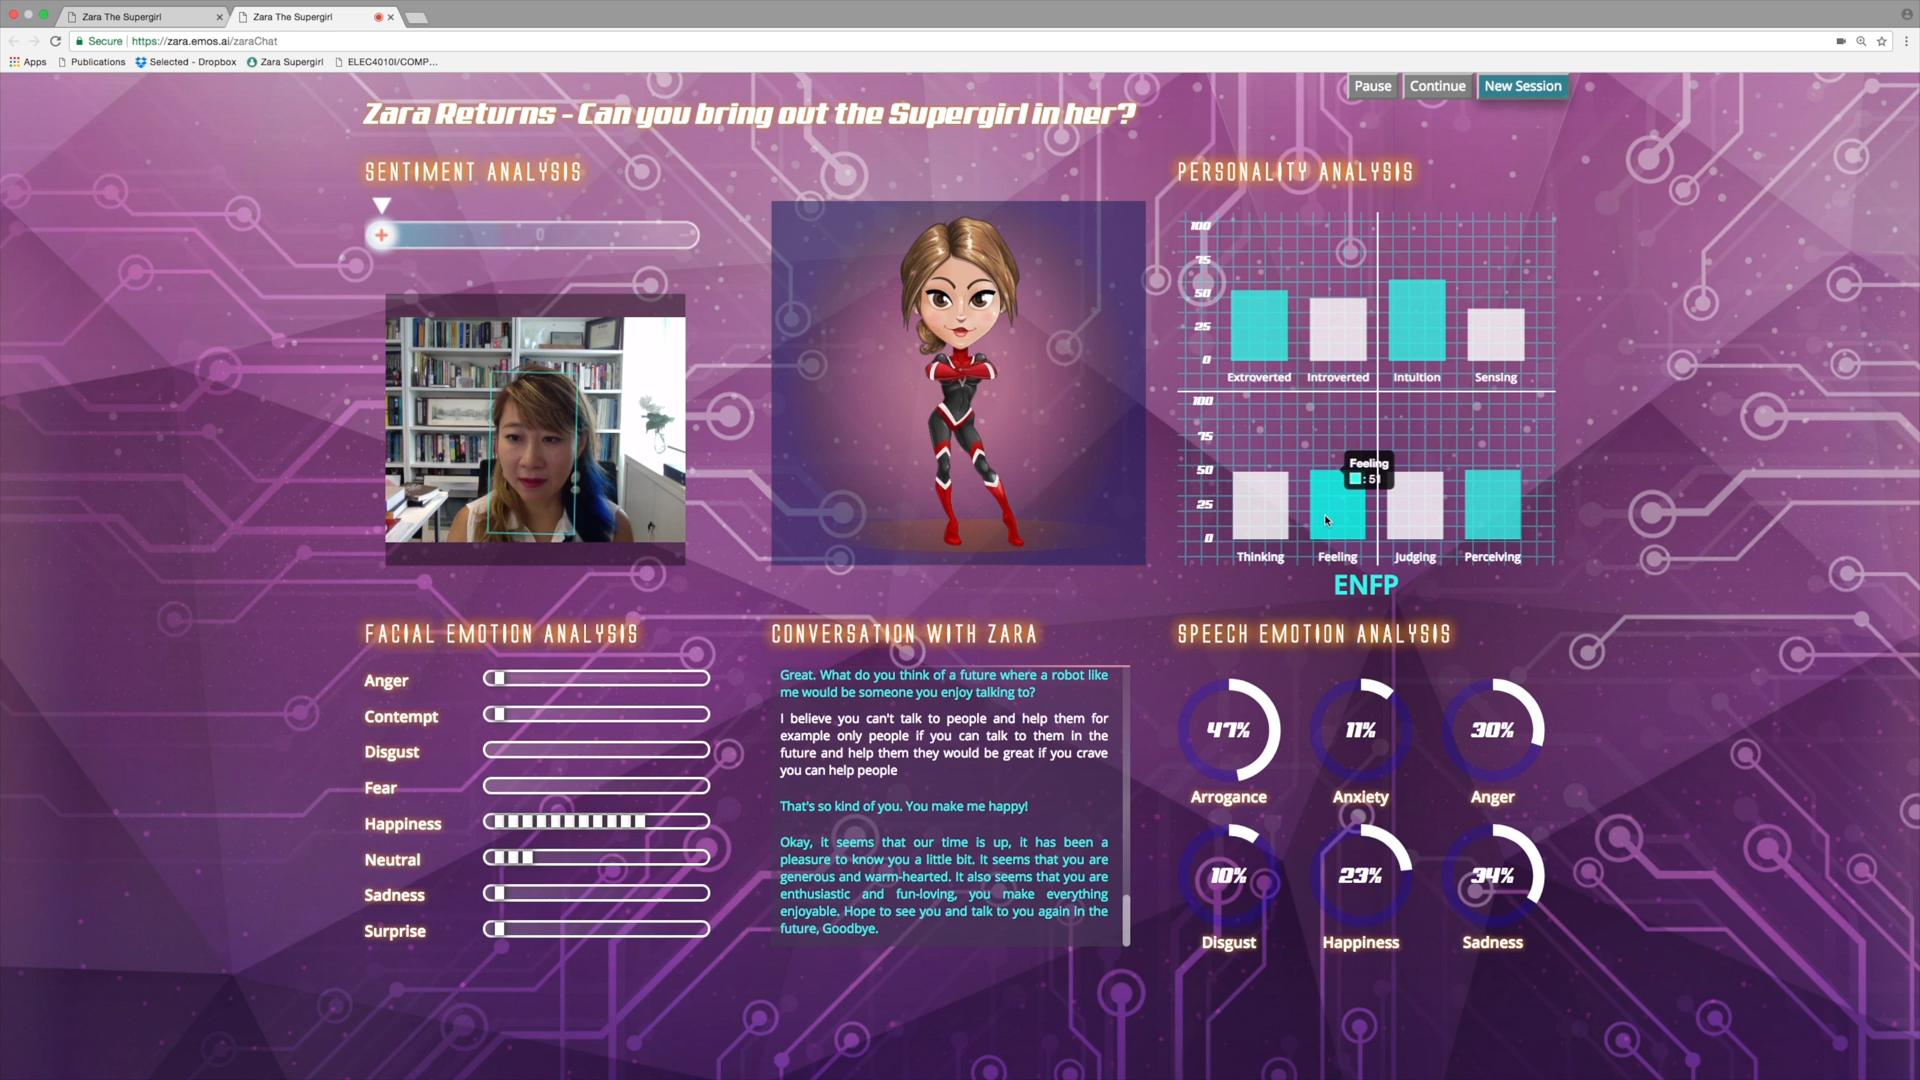 Zara The Supergirl
Zara The Supergirl
Secure https://zara.emos.ai/zaraChat
Apps Publications Selected - Dropbox Zara Supergirl ELEC4010I/COMP...
Pause Continue New Session
Zara Returns - Can you bring out the Supergirl in her?
SENTIMENT ANALYSIS
+ 0 -
PERSONALITY ANALYSIS
100
75
50
25
0
Extroverted Introverted Intuition Sensing
100
75
50
25
0
Feeling
: 51
Thinking Feeling Judging Perceiving
ENFP
FACIAL EMOTION ANALYSIS
Anger
Contempt
Disgust
Fear
Happiness
Neutral
Sadness
Surprise
CONVERSATION WITH ZARA
Great. What do you think of a future where a robot like
me would be someone you enjoy talking to?
I believe you can't talk to people and help them for
example only people if you can talk to them in the
future and help them they would be great if you crave
you can help people
That's so kind of you. You make me happy!
Okay, it seems that our time is up, it has been a
pleasure to know you a little bit. It seems that you are
generous and warm-hearted. It also seems that you are
enthusiastic and fun-loving, you make everything
enjoyable. Hope to see you and talk to you again in the
future, Goodbye.
SPEECH EMOTION ANALYSIS
47% 11% 30%
Arrogance Anxiety Anger
10% 23% 34%
Disgust Happiness Sadness